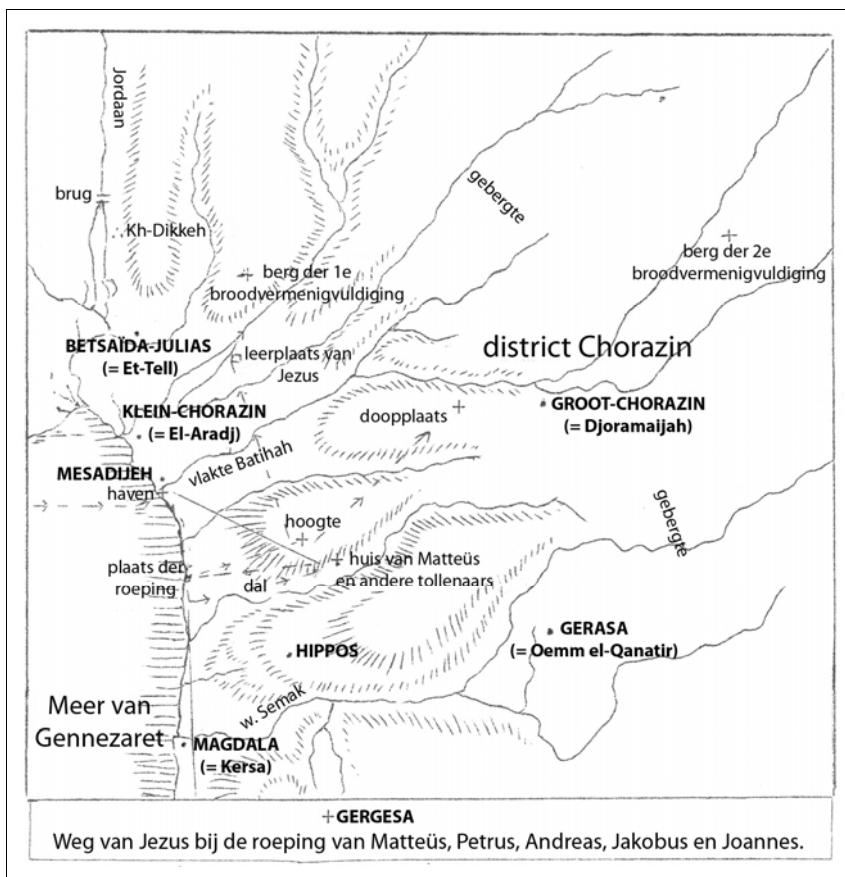 Jordaan
brug
Kh-Dikkeh
gebergte
berg der 1e
broodvermenigvuldiging
berg der 2e
broodvermenigvuldiging
BETSAÏDA-JULIAS
(= Et-Tell)
leerplaats van
Jezus
district Chorazin
KLEIN-CHORAZIN
(= El-Aradj)
doopplaats
GROOT-CHORAZIN
(= Djoramaijah)
vlakte Batihah
MESADIJEH
haven
gebergte
hoogte
plaats der
roeping
dal
huis van Matteüs
en andere tollenaars
GERASA
(= Oemm el-Qanatir)
HIPPOS
w. Semak
Meer van
Gennezaret
MAGDALA
(= Kersa)
GERGESA
Weg van Jezus bij de roeping van Matteüs, Petrus, Andreas, Jakobus en Joannes.